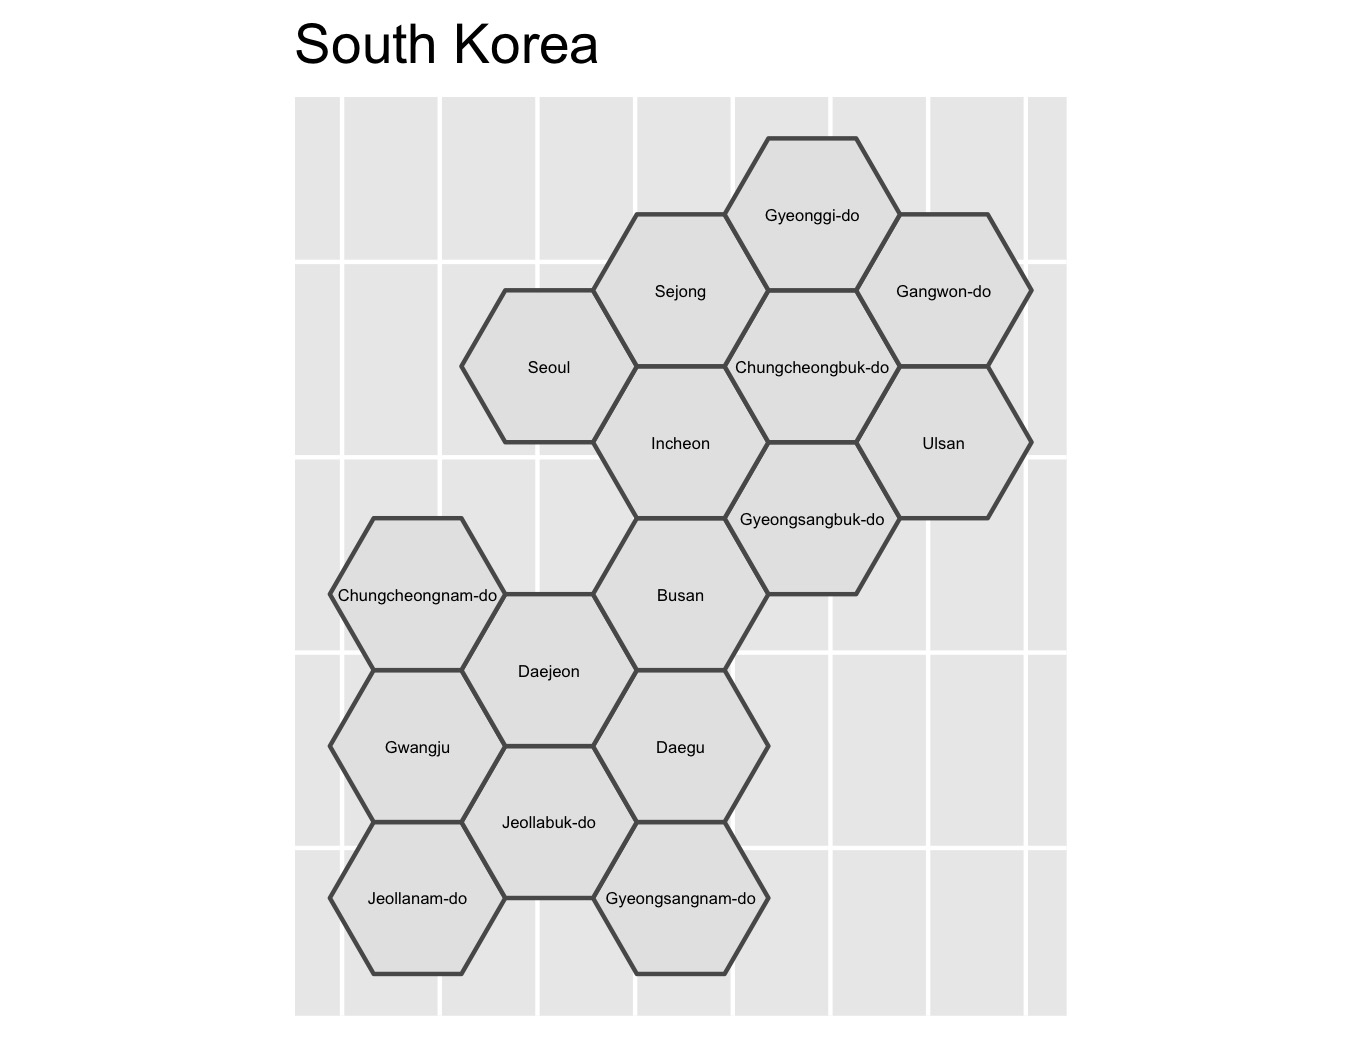 South Korea
Gyeonggi-do
Sejong
Gangwon-do
Seoul
Chungcheongbuk-do
Incheon
Ulsan
Gyeongsangbuk-do
Chungcheongnam-do
Busan
Daejeon
Gwangju
Daegu
Jeollabuk-do
Jeollanam-do
Gyeongsangnam-do